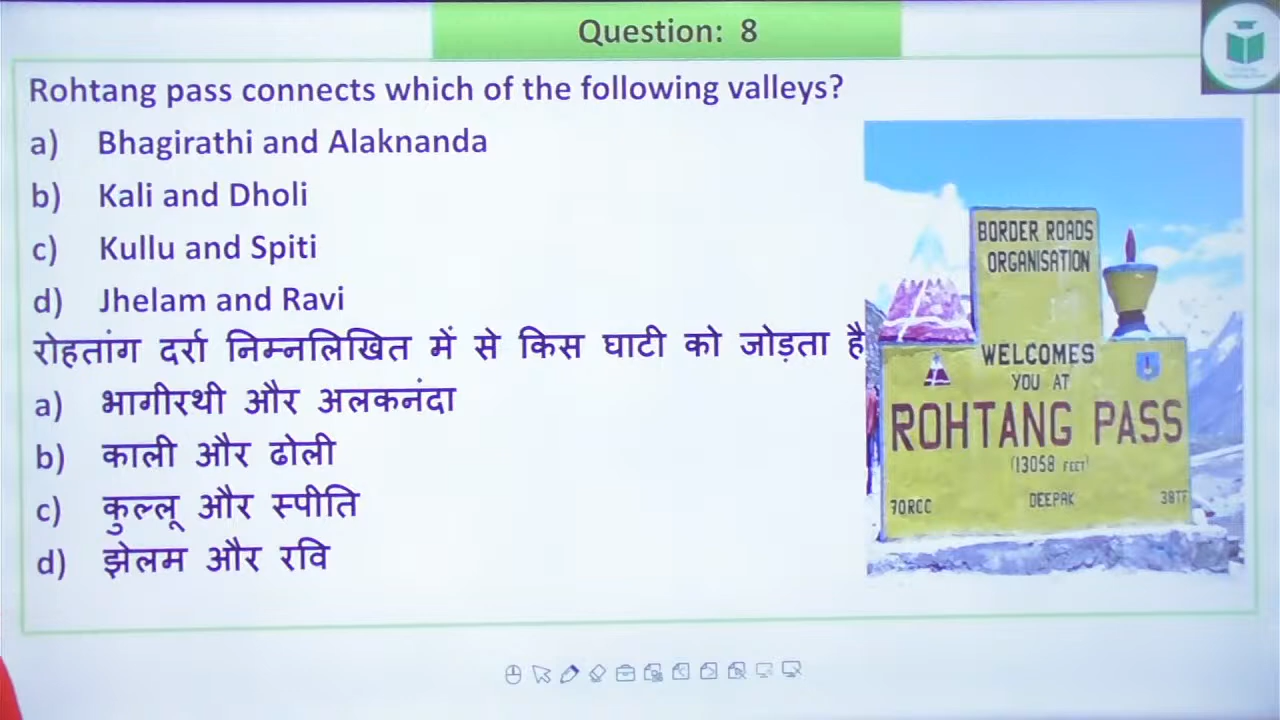 Question: 8
Rohtang pass connects which of the following valleys?
a) Bhagirathi and Alaknanda
b) Kali and Dholi
c) Kullu and Spiti
d) Jhelam and Ravi
रोहतांग दर्रा निम्नलिखित में से किस घाटी को जोड़ता है
a) भागीरथी और अलकनंदा
b) काली और ढोली
c) कुल्लू और स्पीति
d) झेलम और रवि
BORDER ROADS
ORGANISATION
WELCOMES
YOU AT
ROHTANG PASS
(13058 FEET)
70RCC DEEPAK 38TF